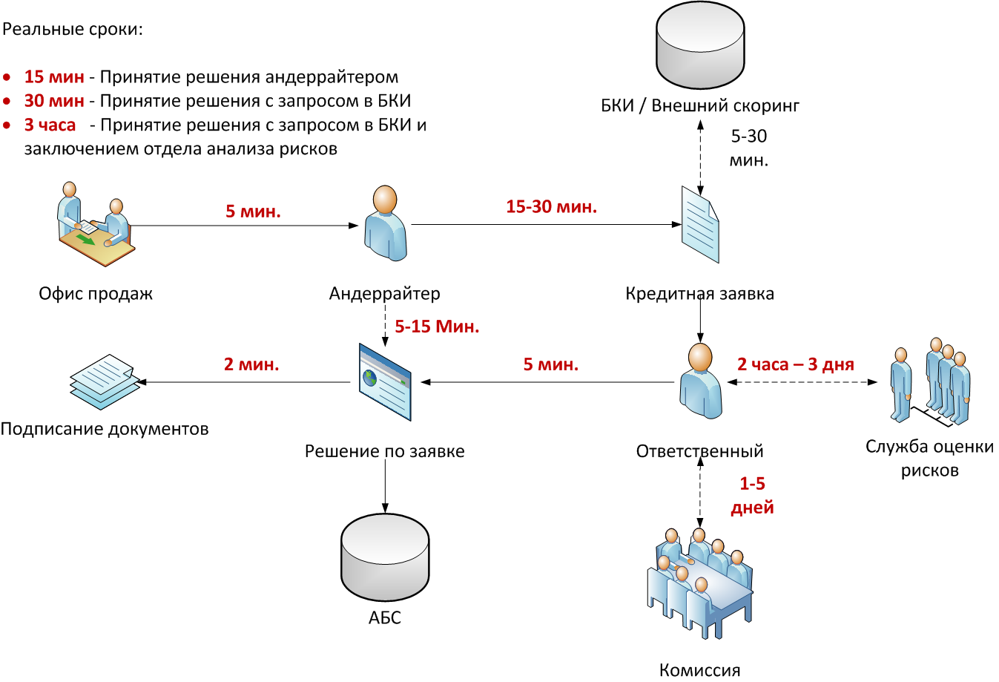 Реальные сроки:
• 15 мин - Принятие решения андеррайтером
• 30 мин - Принятие решения с запросом в БКИ
• 3 часа - Принятие решения с запросом в БКИ и
заключением отдела анализа рисков
БКИ / Внешний скоринг
5-30
мин.
5 мин.
15-30 мин.
Офис продаж
Андеррайтер
Кредитная заявка
5-15 Мин.
2 мин.
5 мин.
2 часа – 3 дня
Подписание документов
Решение по заявке
Ответственный
Служба оценки
рисков
1-5
дней
АБС
Комиссия